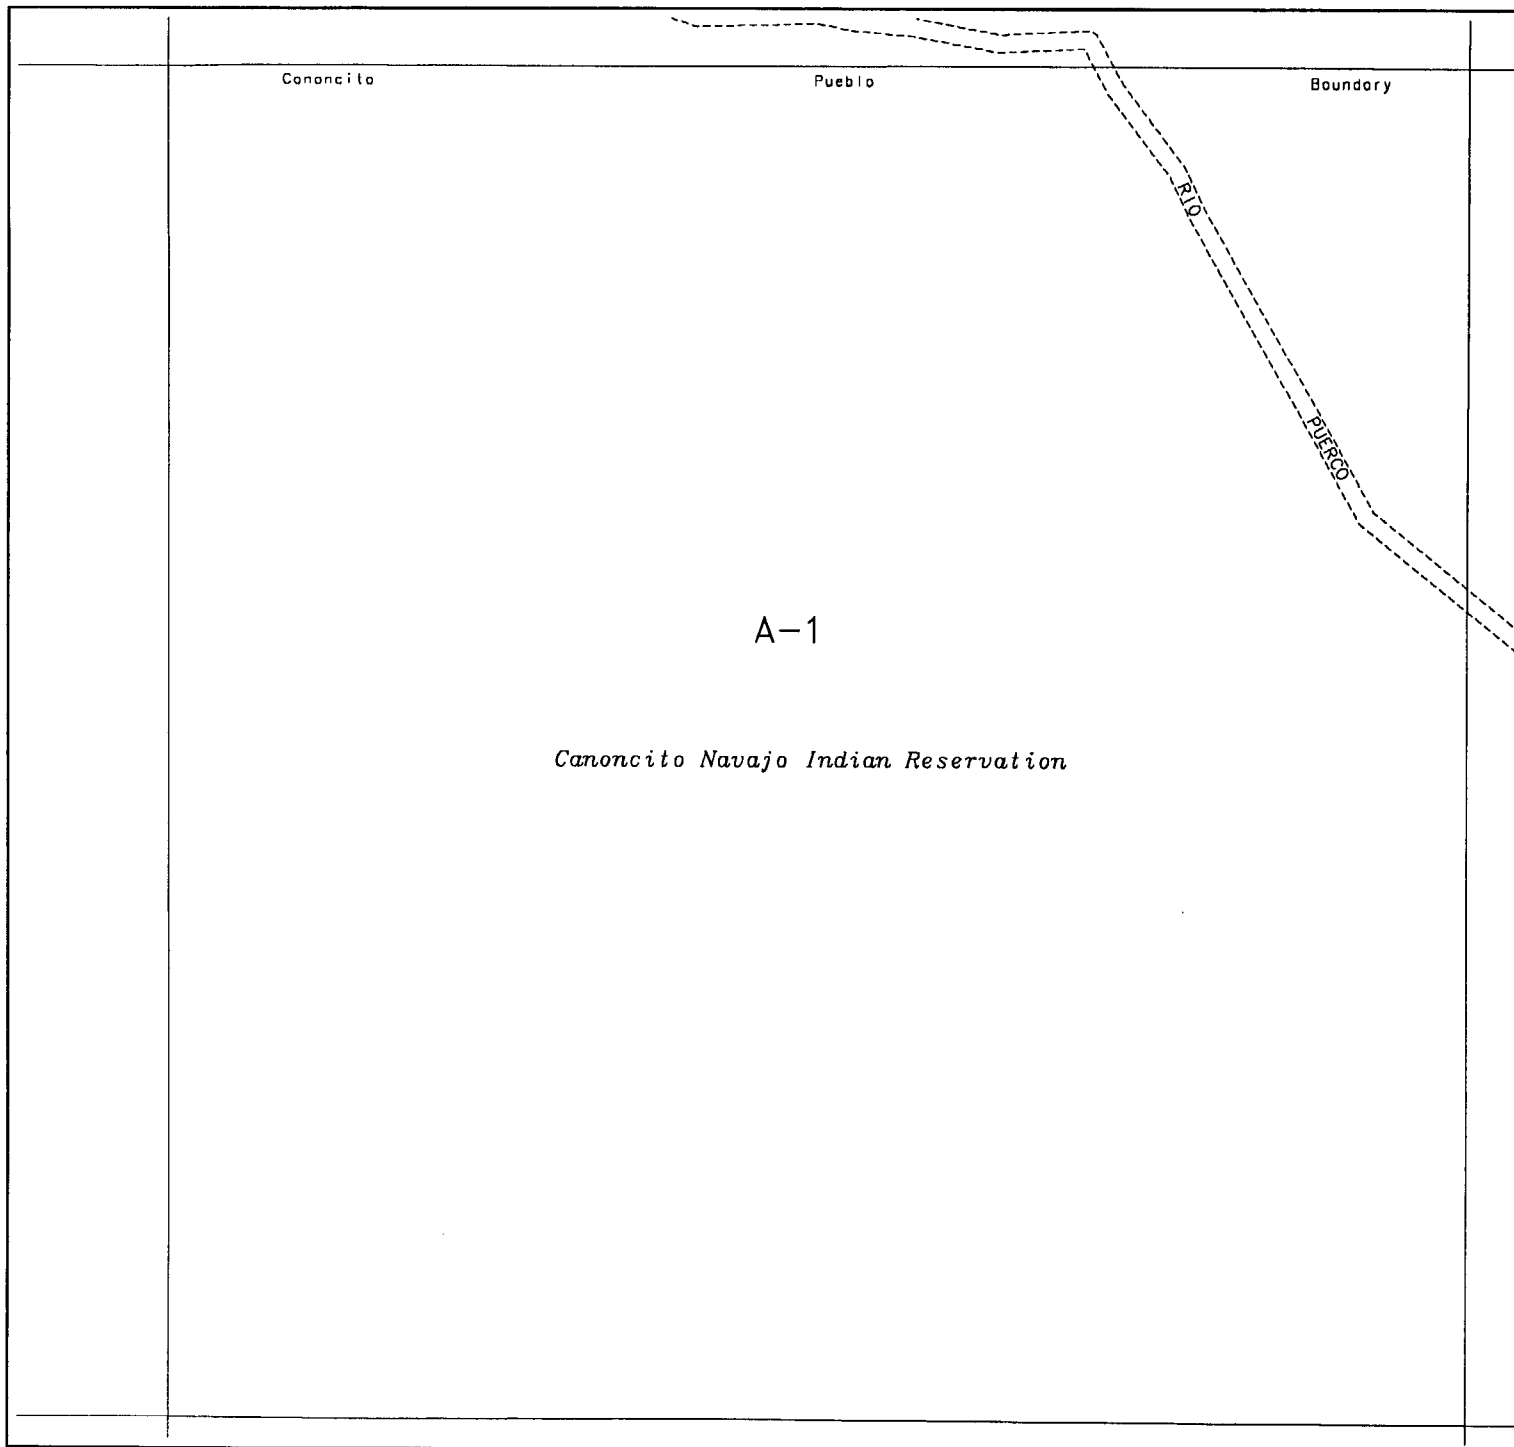 Canoncito Pueblo Boundary
RIO
PUERCO
A-1
Canoncito Navajo Indian Reservation